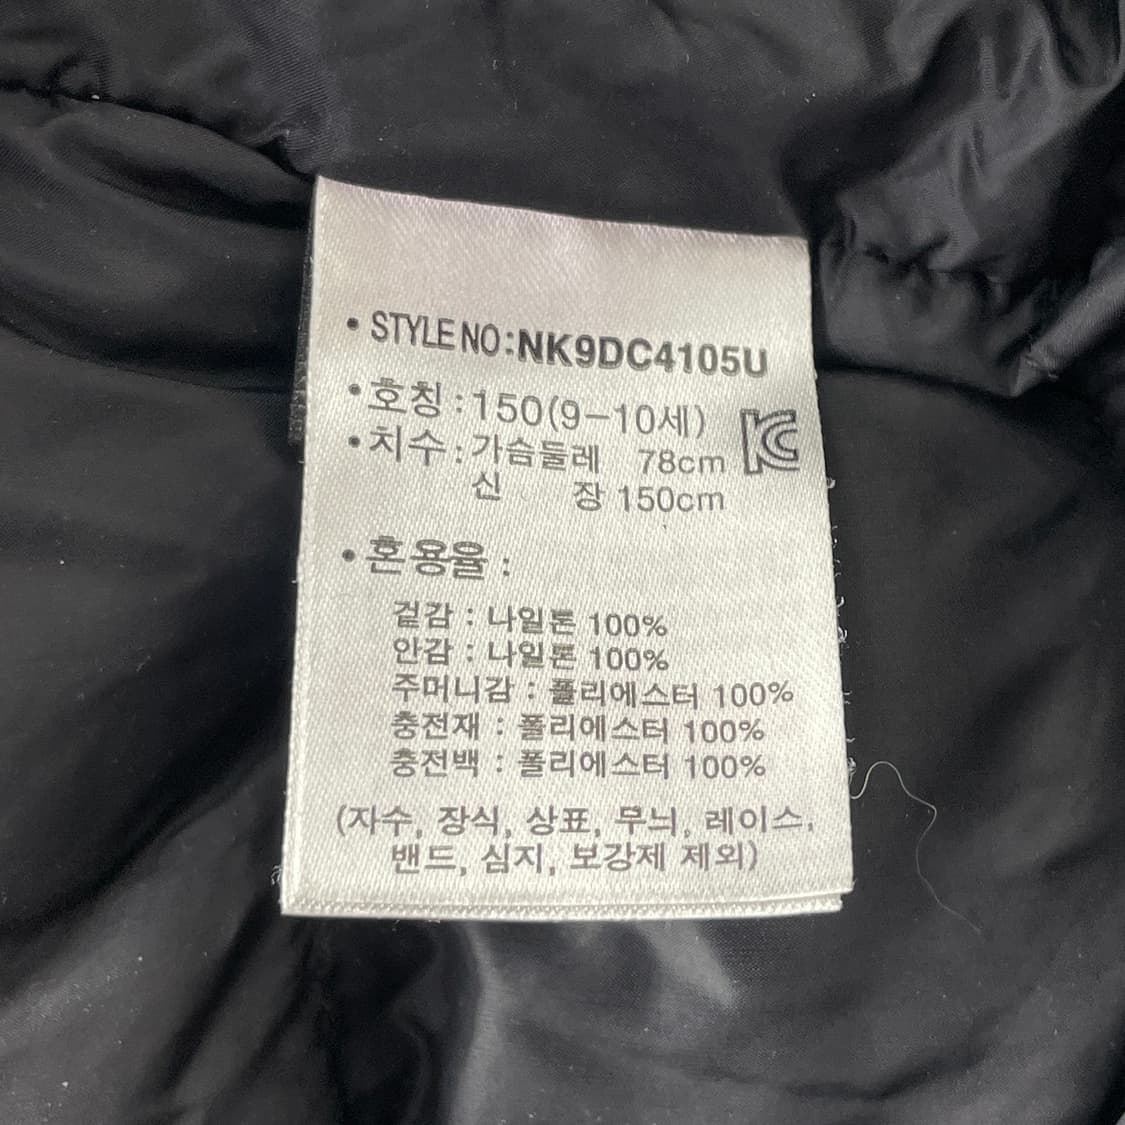 • STYLE NO:NK9DC4105U
• 호칭 : 150(9-10세)
• 치수 : 가슴둘레 78cm
신 장 150cm
• 혼용율 :
겉감 : 나일론 100%
안감 : 나일론 100%
주머니감 : 폴리에스터 100%
충전재 : 폴리에스터 100%
충전백 : 폴리에스터 100%
(자수, 장식, 상표, 무늬, 레이스,
밴드, 심지, 보강제 제외)